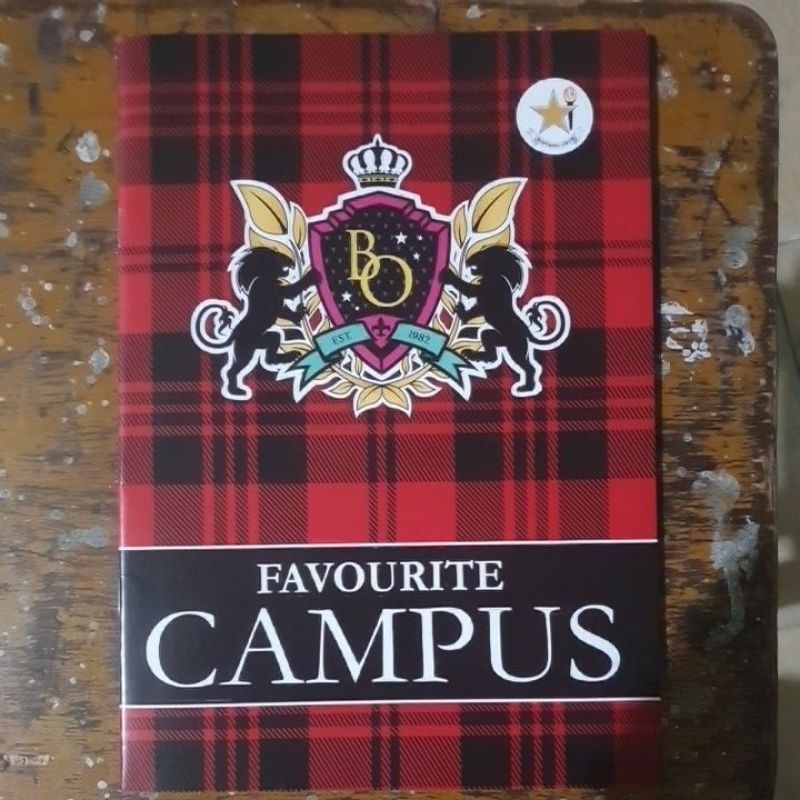 BO
EST. 1982
FAVOURITE
CAMPUS